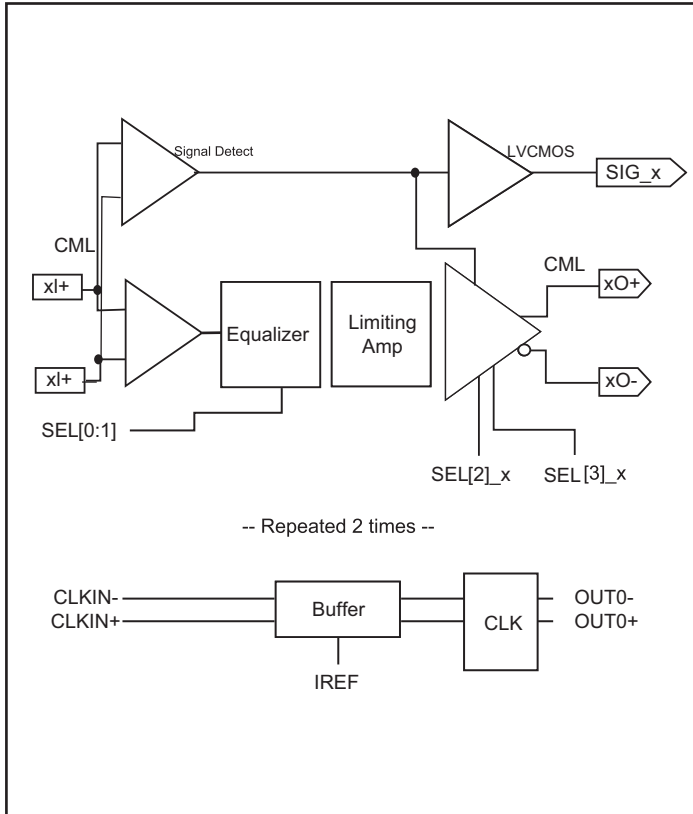 Signal Detect
LVCMOS
SIG_x
CML
CML
xI+
xO+
Equalizer
Limiting
Amp
xI+
xO-
SEL[0:1]
SEL[2]_x
SEL[3]_x
-- Repeated 2 times --
CLKIN-
Buffer
OUT0-
CLKIN+
CLK
OUT0+
IREF